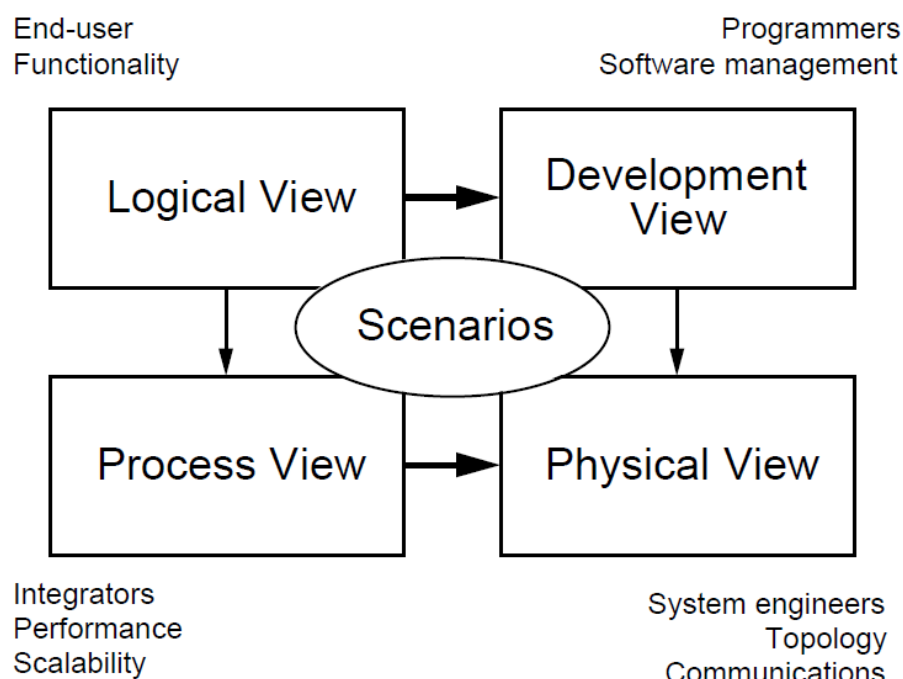 End-user
Functionality
Programmers
Software management
Logical View
Development
View
Scenarios
Process View
Physical View
Integrators
Performance
Scalability
System engineers
Topology
Communications